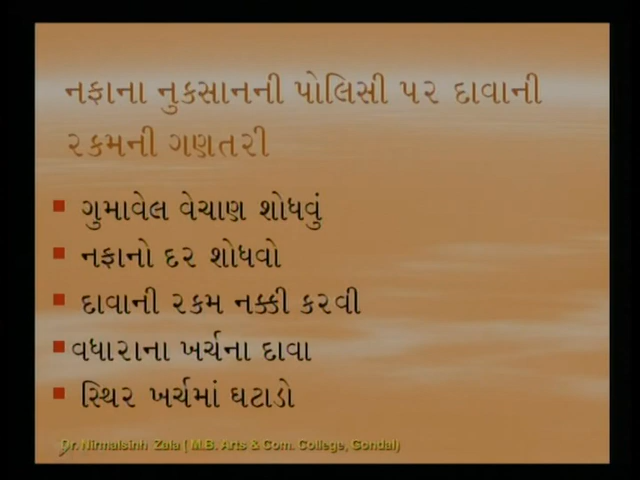 નફાના નુકસાનની પોલિસી પર દાવાની
રકમની ગણતરી
ગુમાવેલ વેચાણ શોધવું
નફાનો દર શોધવો
દાવાની રકમ નક્કી કરવી
વધારાના ખર્ચના દાવા
સ્થિર ખર્ચમાં ઘટાડો
Dr. Nirmalsinh Zala ( M.B. Arts & Com. College, Gondal)